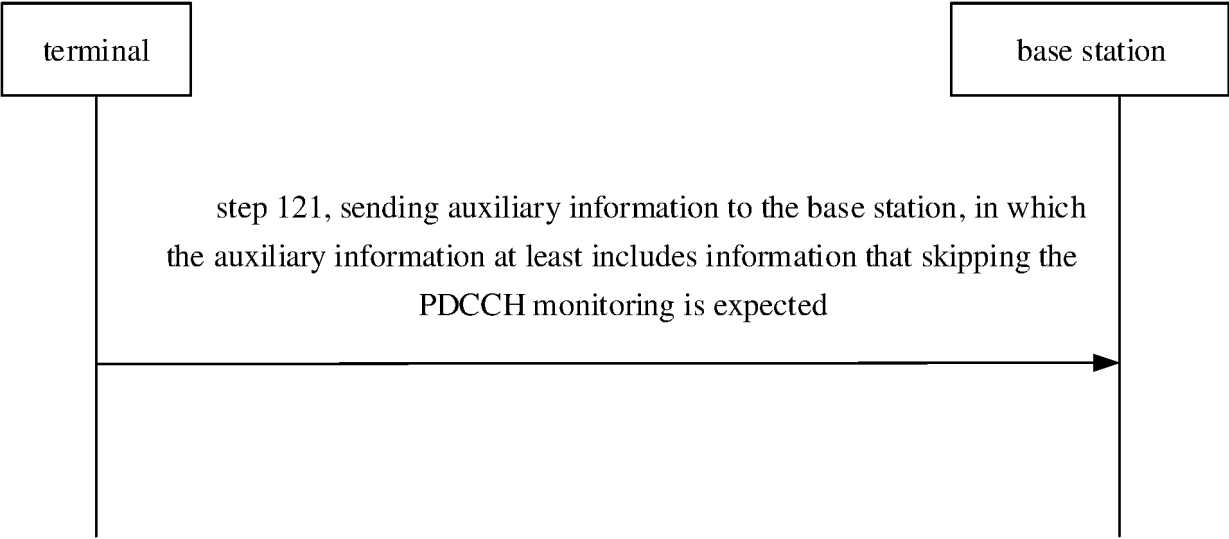 terminal
base station
step 121, sending auxiliary information to the base station, in which
the auxiliary information at least includes information that skipping the
PDCCH monitoring is expected